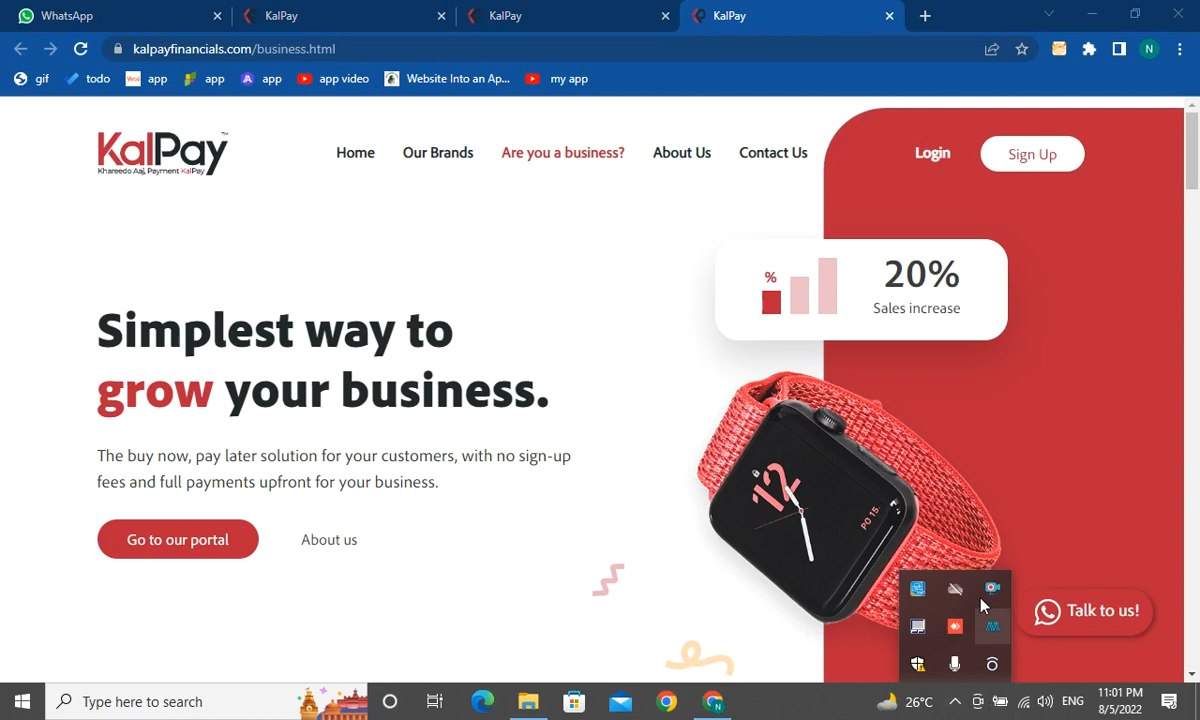 WhatsApp
KalPay
KalPay
KalPay
kalpayfinancials.com/business.html
N
gif
todo
app
app
app
app video
Website Into an Ap...
my app
KalPay™
Khareedo Aaj, Payment KalPay
Home
Our Brands
Are you a business?
About Us
Contact Us
Login
Sign Up
%
20%
Sales increase
Simplest way to
grow your business.
The buy now, pay later solution for your customers, with no sign-up
fees and full payments upfront for your business.
Go to our portal
About us
12
PO 15.
Talk to us!
Type here to search
N
26°C
ENG
11:01 PM
8/5/2022